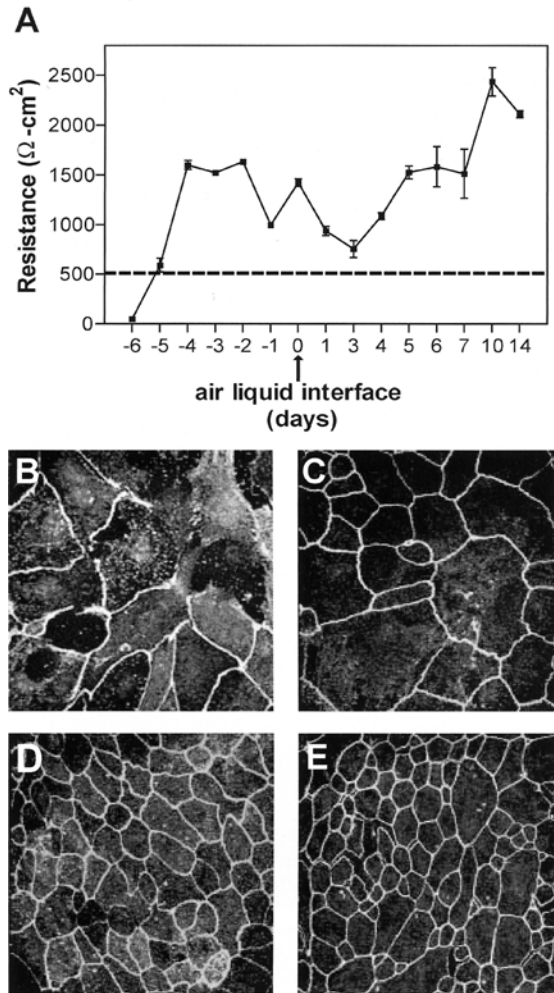 A
Resistance (Ω-cm²)
2500
2000
1500
1000
500
0
-6 -5 -4 -3 -2 -1 0 1 3 4 5 6 7 10 14
air liquid interface
(days)
B
C
D
E